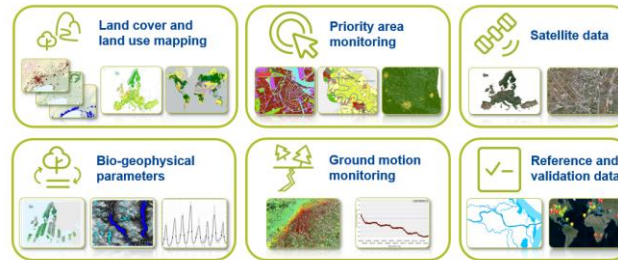 Land cover and
land use mapping
Priority area
monitoring
Satellite data
Bio-geophysical
parameters
Ground motion
monitoring
Reference and
validation data